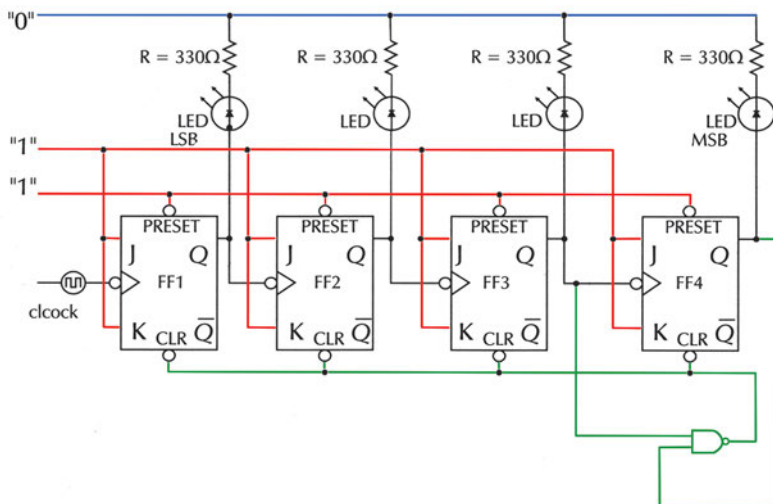 "0"
R = 330Ω
R = 330Ω
R = 330Ω
R = 330Ω
LED
LSB
LED
LED
LED
MSB
"1"
"1"
PRESET
PRESET
PRESET
PRESET
J
Q
J
Q
J
Q
J
Q
FF1
FF2
FF3
FF4
clcock
K
CLR
Q̅
K
CLR
Q̅
K
CLR
Q̅
K
CLR
Q̅